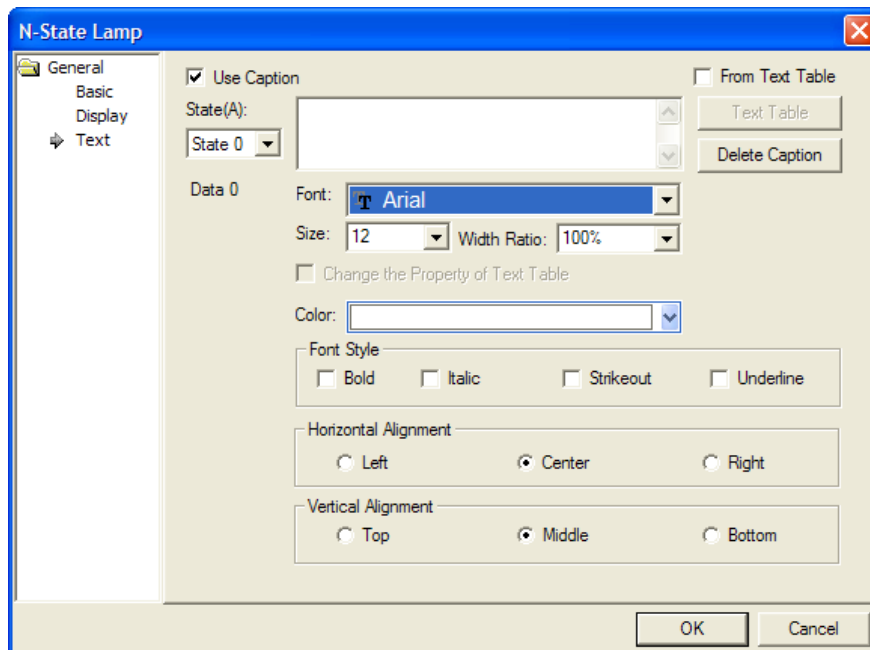 N-State Lamp
General
Basic
Display
Text
Use Caption
From Text Table
State(A):
State 0
Text Table
Delete Caption
Data 0
Font: Arial
Size: 12 Width Ratio: 100%
Change the Property of Text Table
Color:
Font Style
Bold Italic Strikeout Underline
Horizontal Alignment
Left Center Right
Vertical Alignment
Top Middle Bottom
OK Cancel